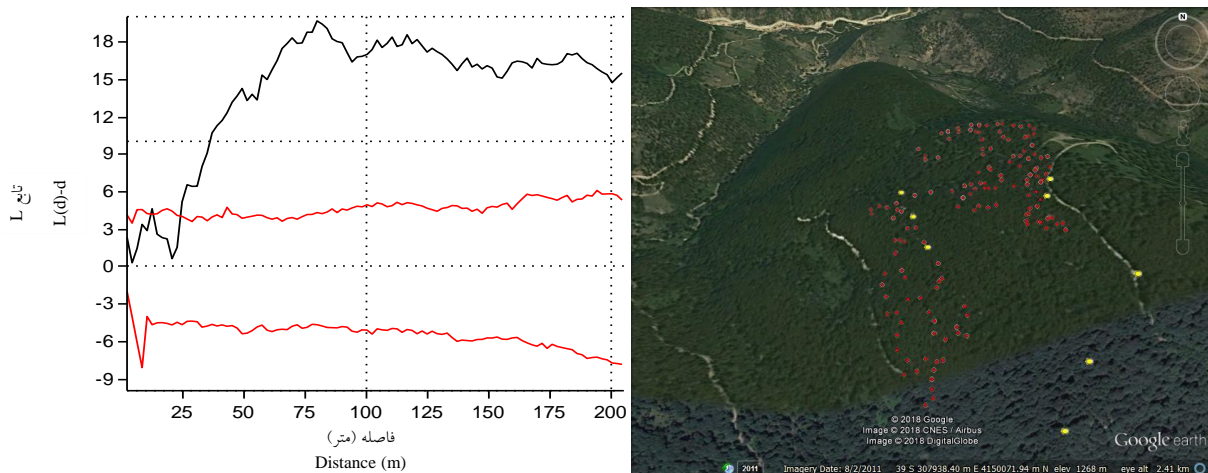 18
15
12
9
6
3
0
-3
-6
-9
تابع L
L(d)-d
25 50 75 100 125 150 175 200
فاصله (متر)
Distance (m)
N
© 2018 Google
Image © 2018 CNES / Airbus
Image © 2018 DigitalGlobe
Google earth
2011
Imagery Date: 8/2/2011 39 S 307938.40 m E 4150071.94 m N elev 1268 m eye alt 2.41 km